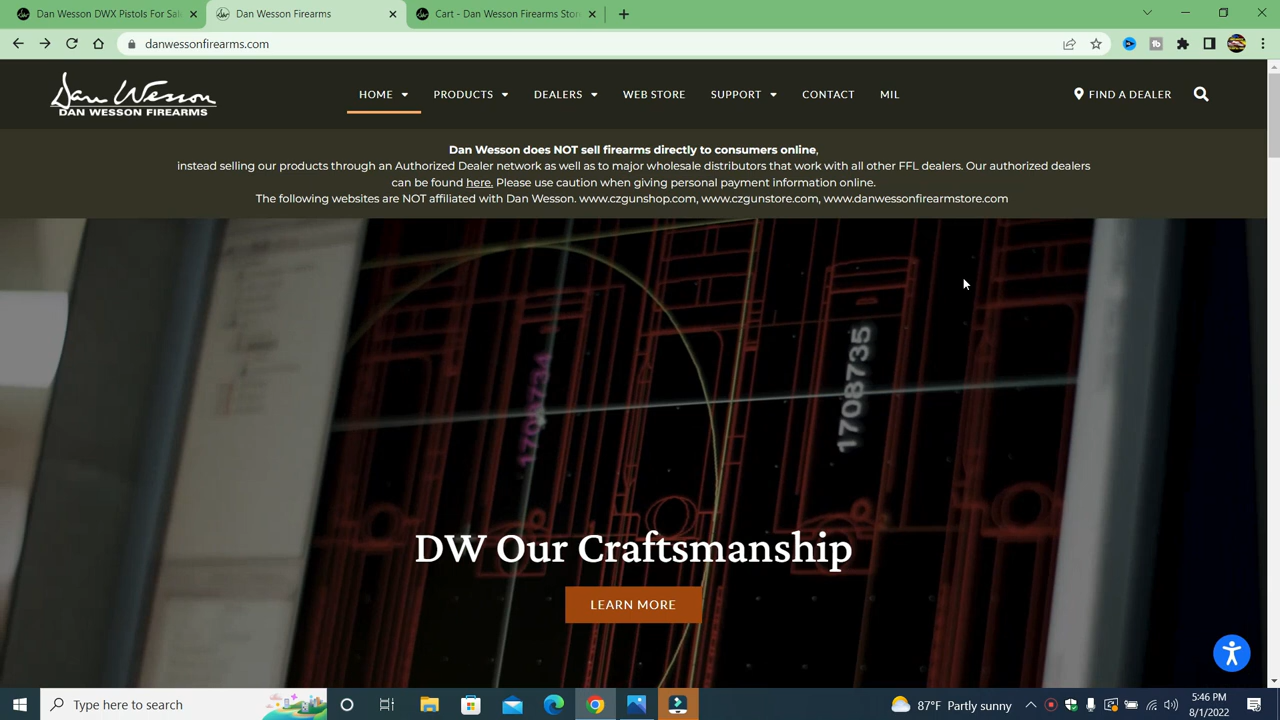 Dan Wesson DWX Pistols For Sal
Dan Wesson Firearms
Cart - Dan Wesson Firearms Stor
danwessonfirearms.com
Dan Wesson
DAN WESSON FIREARMS
HOME
PRODUCTS
DEALERS
WEB STORE
SUPPORT
CONTACT
MIL
FIND A DEALER
Dan Wesson does NOT sell firearms directly to consumers online,
instead selling our products through an Authorized Dealer network as well as to major wholesale distributors that work with all other FFL dealers. Our authorized dealers
can be found here. Please use caution when giving personal payment information online.
The following websites are NOT affiliated with Dan Wesson. www.czgunshop.com, www.czgunstore.com, www.danwessonfirearmstore.com
1708734
1708735
DW Our Craftsmanship
LEARN MORE
Type here to search
87°F Partly sunny
5:46 PM
8/1/2022